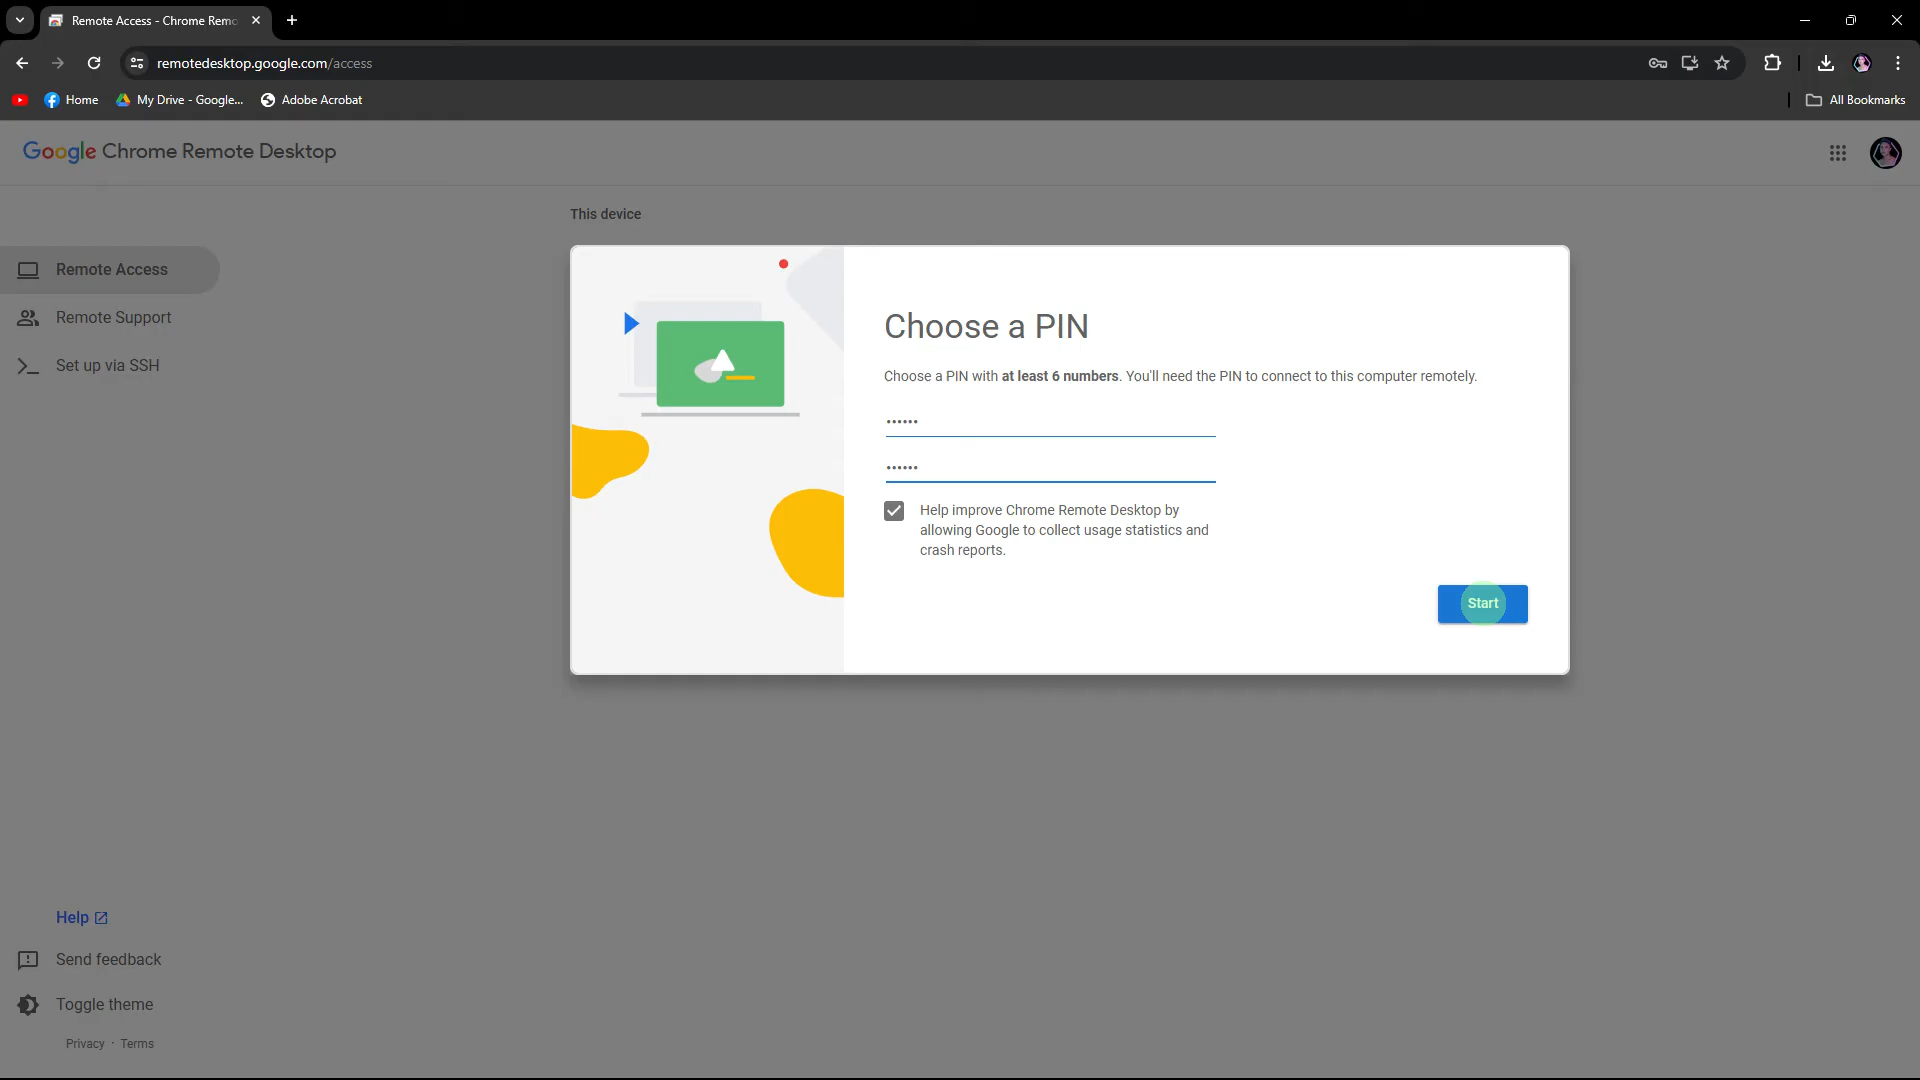 Remote Access - Chrome Remo
remotedesktop.google.com/access
Home
My Drive - Google...
Adobe Acrobat
All Bookmarks
Google Chrome Remote Desktop
This device
Remote Access
Remote Support
Set up via SSH
Choose a PIN
Choose a PIN with at least 6 numbers. You'll need the PIN to connect to this computer remotely.
••••••
••••••
Help improve Chrome Remote Desktop by
allowing Google to collect usage statistics and
crash reports.
Start
Help
Send feedback
Toggle theme
Privacy · Terms